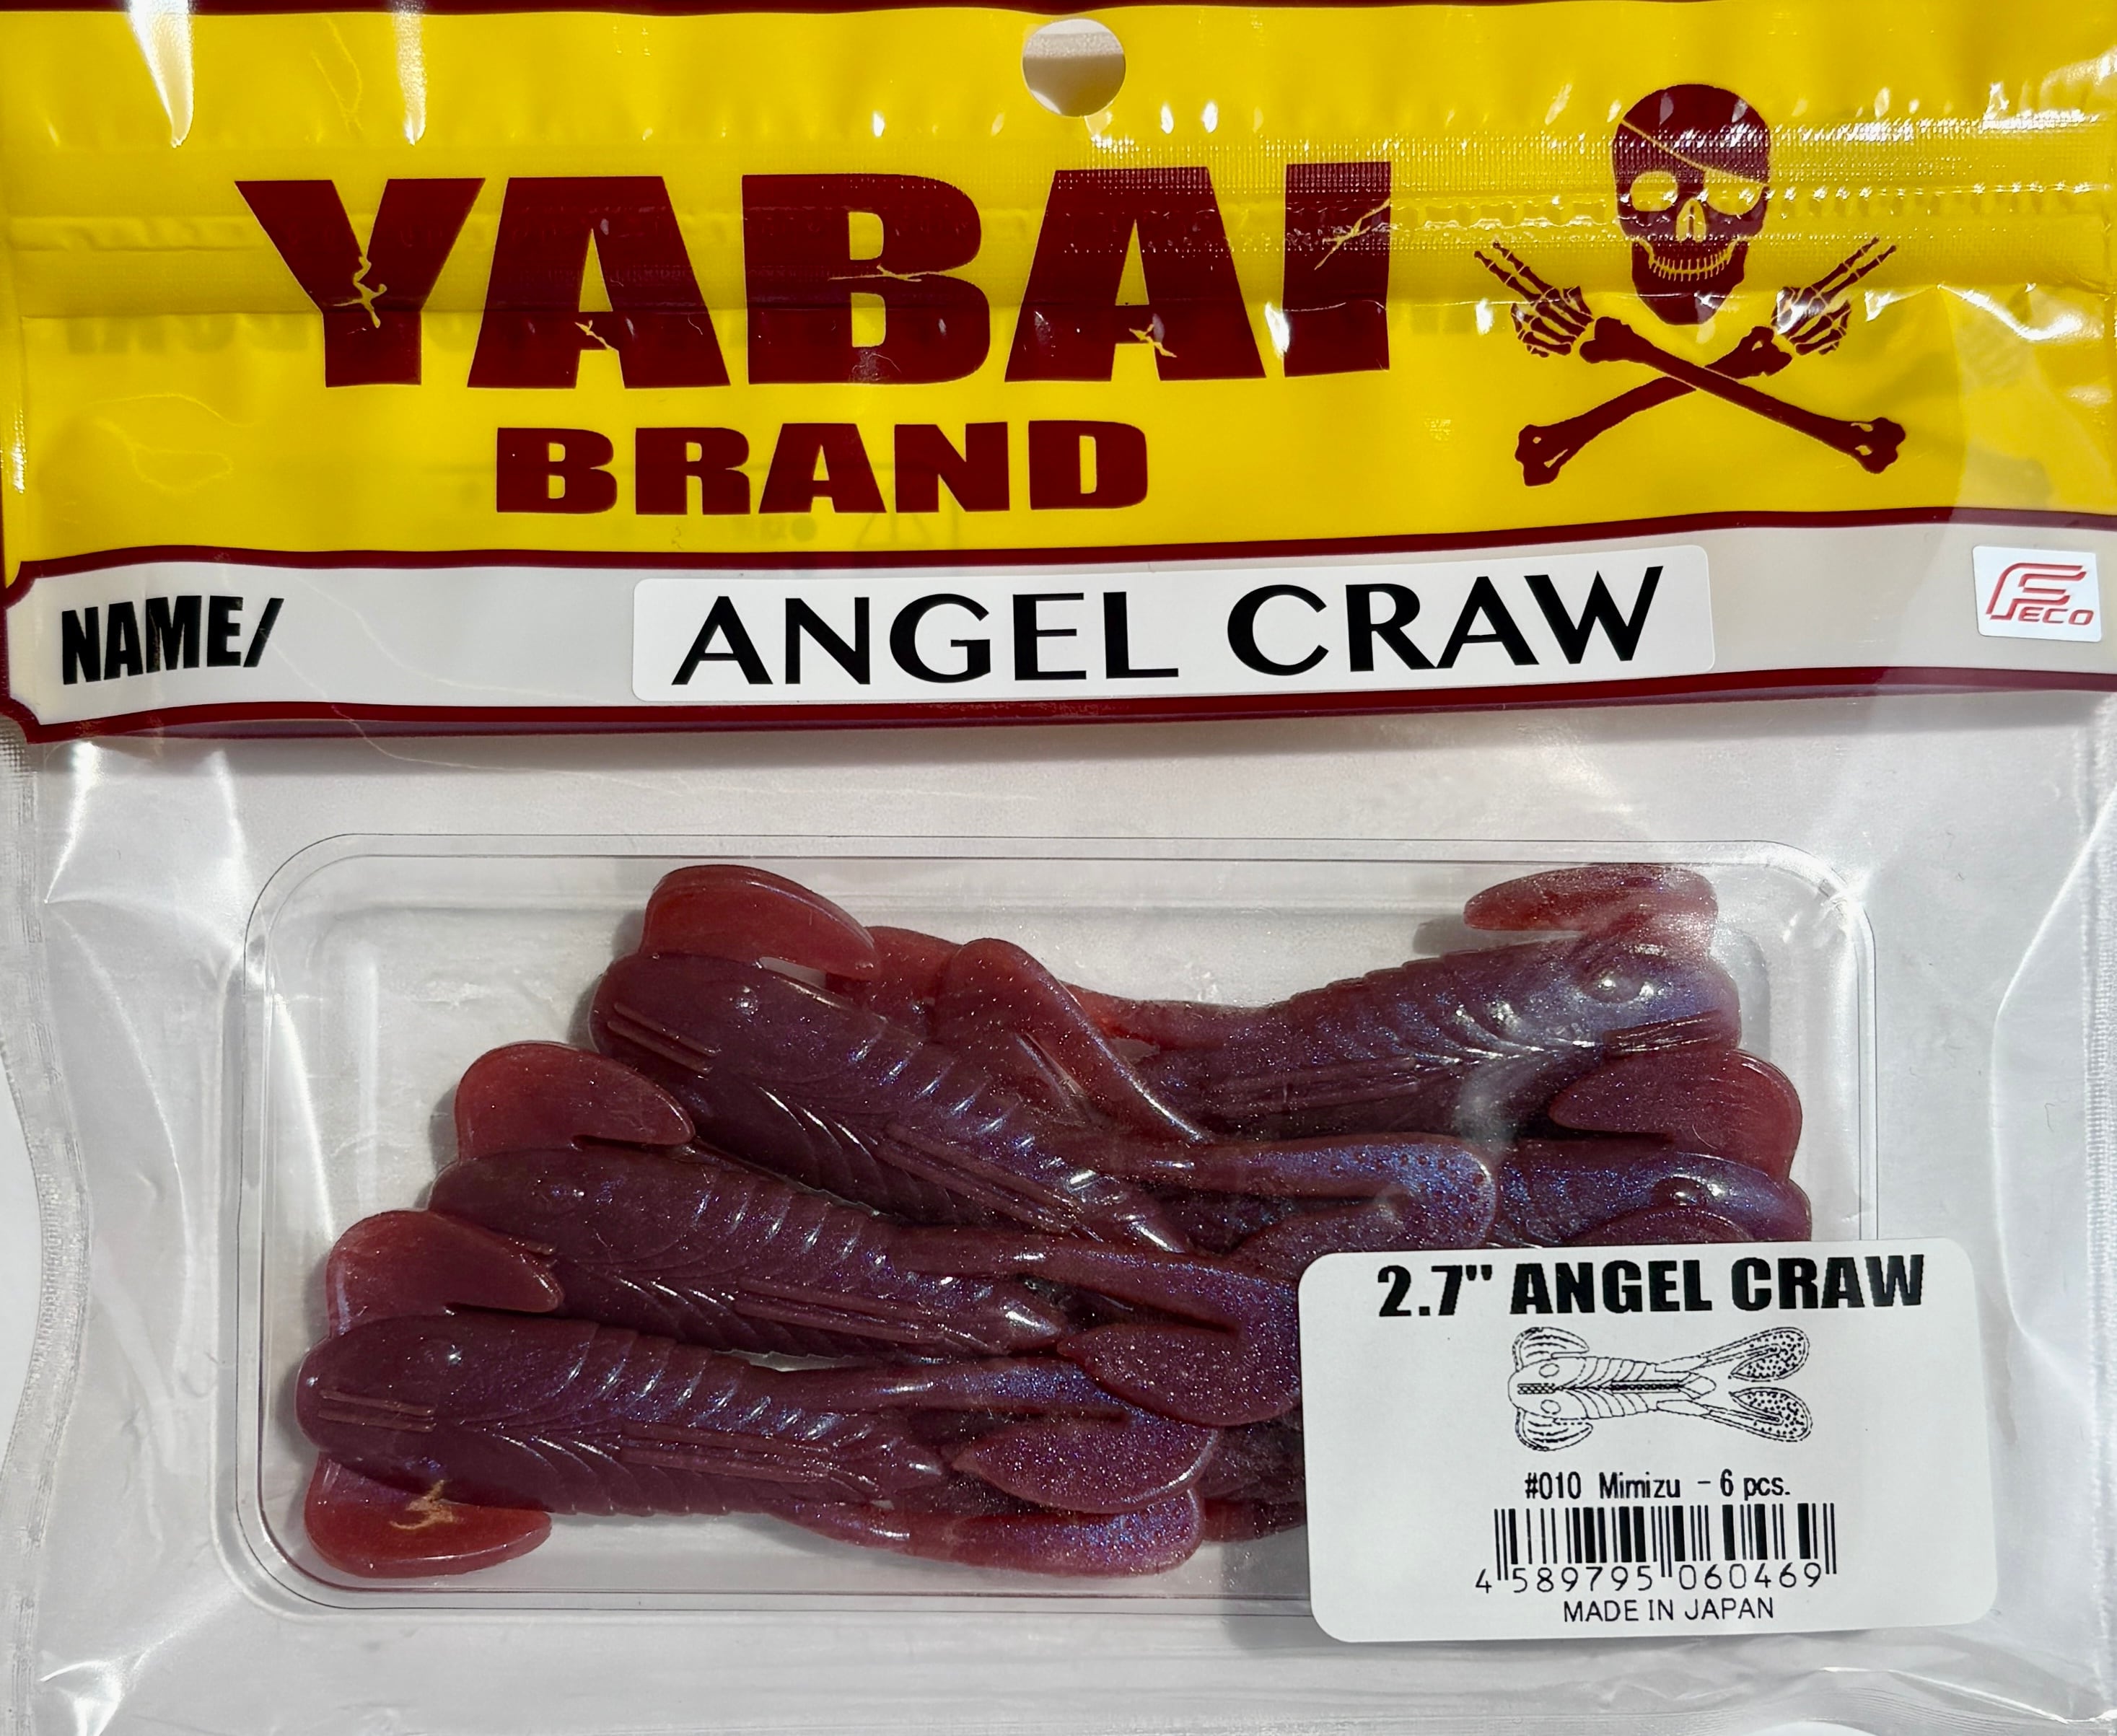 YABAI
BRAND
NAME/ ANGEL CRAW
FECO
2.7" ANGEL CRAW
#010 Mimizu - 6 pcs.
4 589795 060469
MADE IN JAPAN